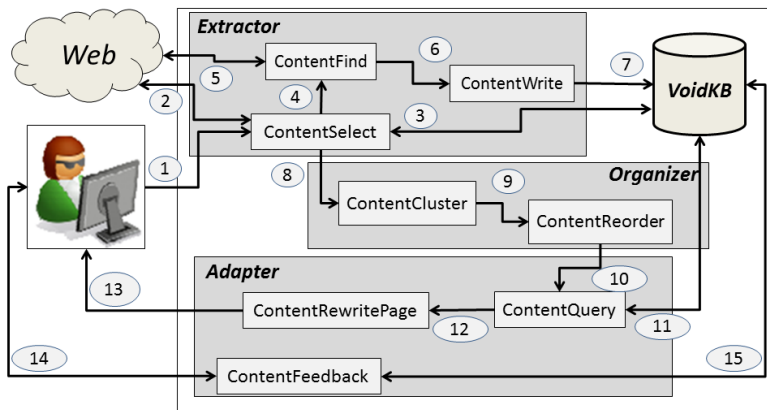 Extractor
Web
5
ContentFind
6
ContentWrite
7
VoidKB
2
4
ContentSelect
3
1
8
ContentCluster
9
Organizer
ContentReorder
Adapter
10
13
ContentRewritePage
12
ContentQuery
11
14
ContentFeedback
15